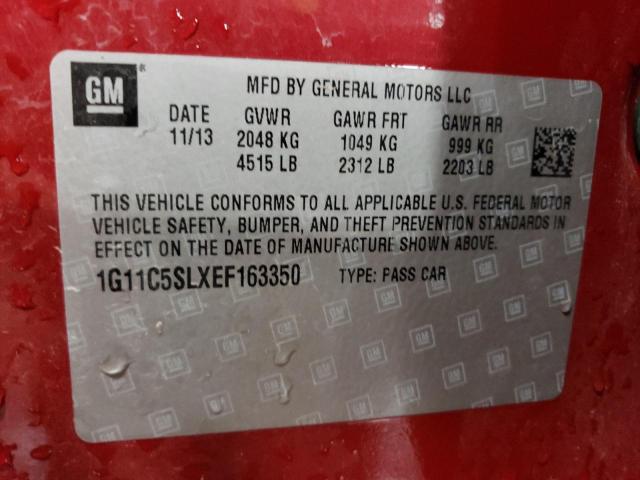 GM ® MFD BY GENERAL MOTORS LLC
DATE GVWR GAWR FRT GAWR RR
11/13 2048 KG 1049 KG 999 KG
4515 LB 2312 LB 2203 LB
THIS VEHICLE CONFORMS TO ALL APPLICABLE U.S. FEDERAL MOTOR
VEHICLE SAFETY, BUMPER, AND THEFT PREVENTION STANDARDS IN
EFFECT ON THE DATE OF MANUFACTURE SHOWN ABOVE.
1G11C5SLXEF163350 TYPE: PASS CAR